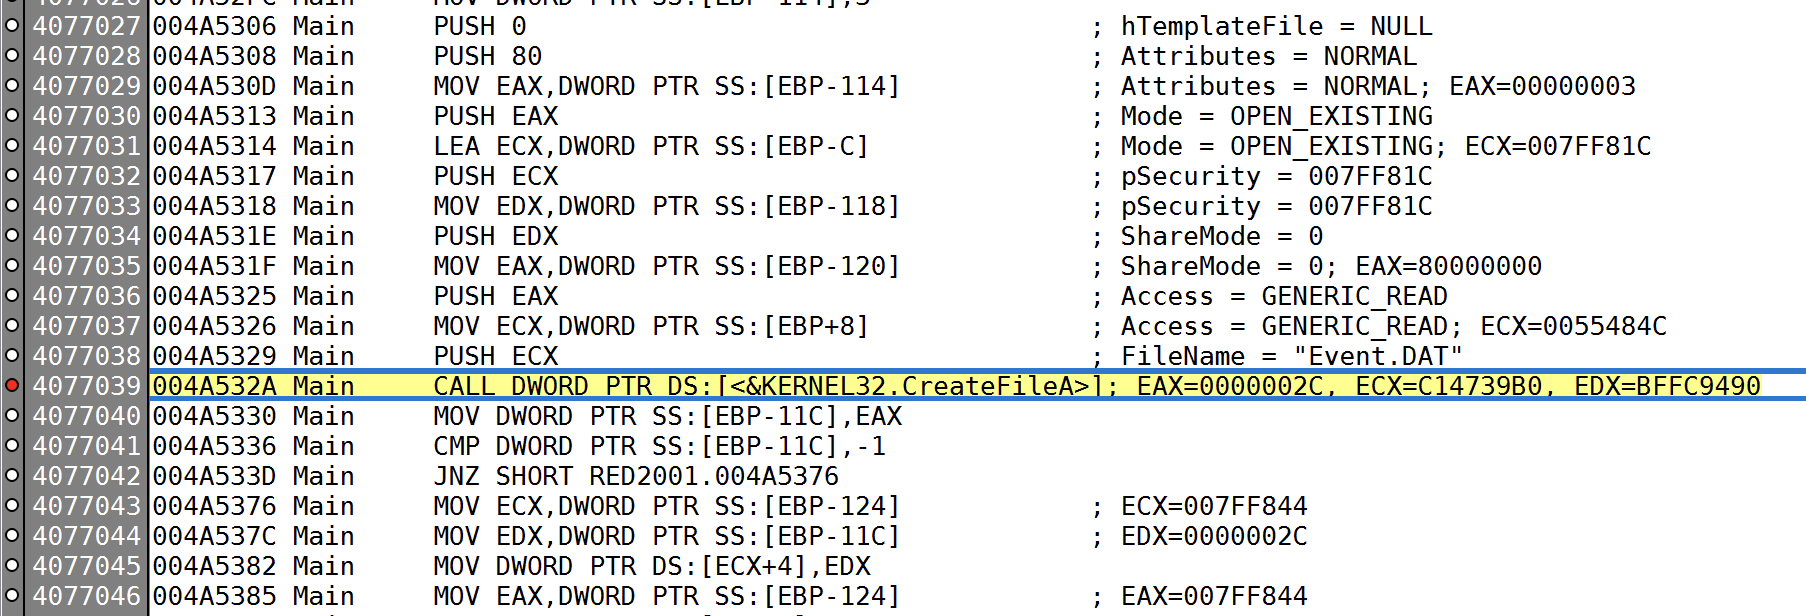 4077027 004A5306 Main PUSH 0 ; hTemplateFile = NULL
4077028 004A5308 Main PUSH 80 ; Attributes = NORMAL
4077029 004A530D Main MOV EAX,DWORD PTR SS:[EBP-114] ; Attributes = NORMAL; EAX=00000003
4077030 004A5313 Main PUSH EAX ; Mode = OPEN_EXISTING
4077031 004A5314 Main LEA ECX,DWORD PTR SS:[EBP-C] ; Mode = OPEN_EXISTING; ECX=007FF81C
4077032 004A5317 Main PUSH ECX ; pSecurity = 007FF81C
4077033 004A5318 Main MOV EDX,DWORD PTR SS:[EBP-118] ; pSecurity = 007FF81C
4077034 004A531E Main PUSH EDX ; ShareMode = 0
4077035 004A531F Main MOV EAX,DWORD PTR SS:[EBP-120] ; ShareMode = 0; EAX=80000000
4077036 004A5325 Main PUSH EAX ; Access = GENERIC_READ
4077037 004A5326 Main MOV ECX,DWORD PTR SS:[EBP+8] ; Access = GENERIC_READ; ECX=0055484C
4077038 004A5329 Main PUSH ECX ; FileName = "Event.DAT"
4077039 004A532A Main CALL DWORD PTR DS:[<&KERNEL32.CreateFileA>]; EAX=0000002C, ECX=C14739B0, EDX=BFFC9490
4077040 004A5330 Main MOV DWORD PTR SS:[EBP-11C],EAX
4077041 004A5336 Main CMP DWORD PTR SS:[EBP-11C],-1
4077042 004A533D Main JNZ SHORT RED2001.004A5376
4077043 004A5376 Main MOV ECX,DWORD PTR SS:[EBP-124] ; ECX=007FF844
4077044 004A537C Main MOV EDX,DWORD PTR SS:[EBP-11C] ; EDX=0000002C
4077045 004A5382 Main MOV DWORD PTR DS:[ECX+4],EDX
4077046 004A5385 Main MOV EAX,DWORD PTR SS:[EBP-124] ; EAX=007FF844